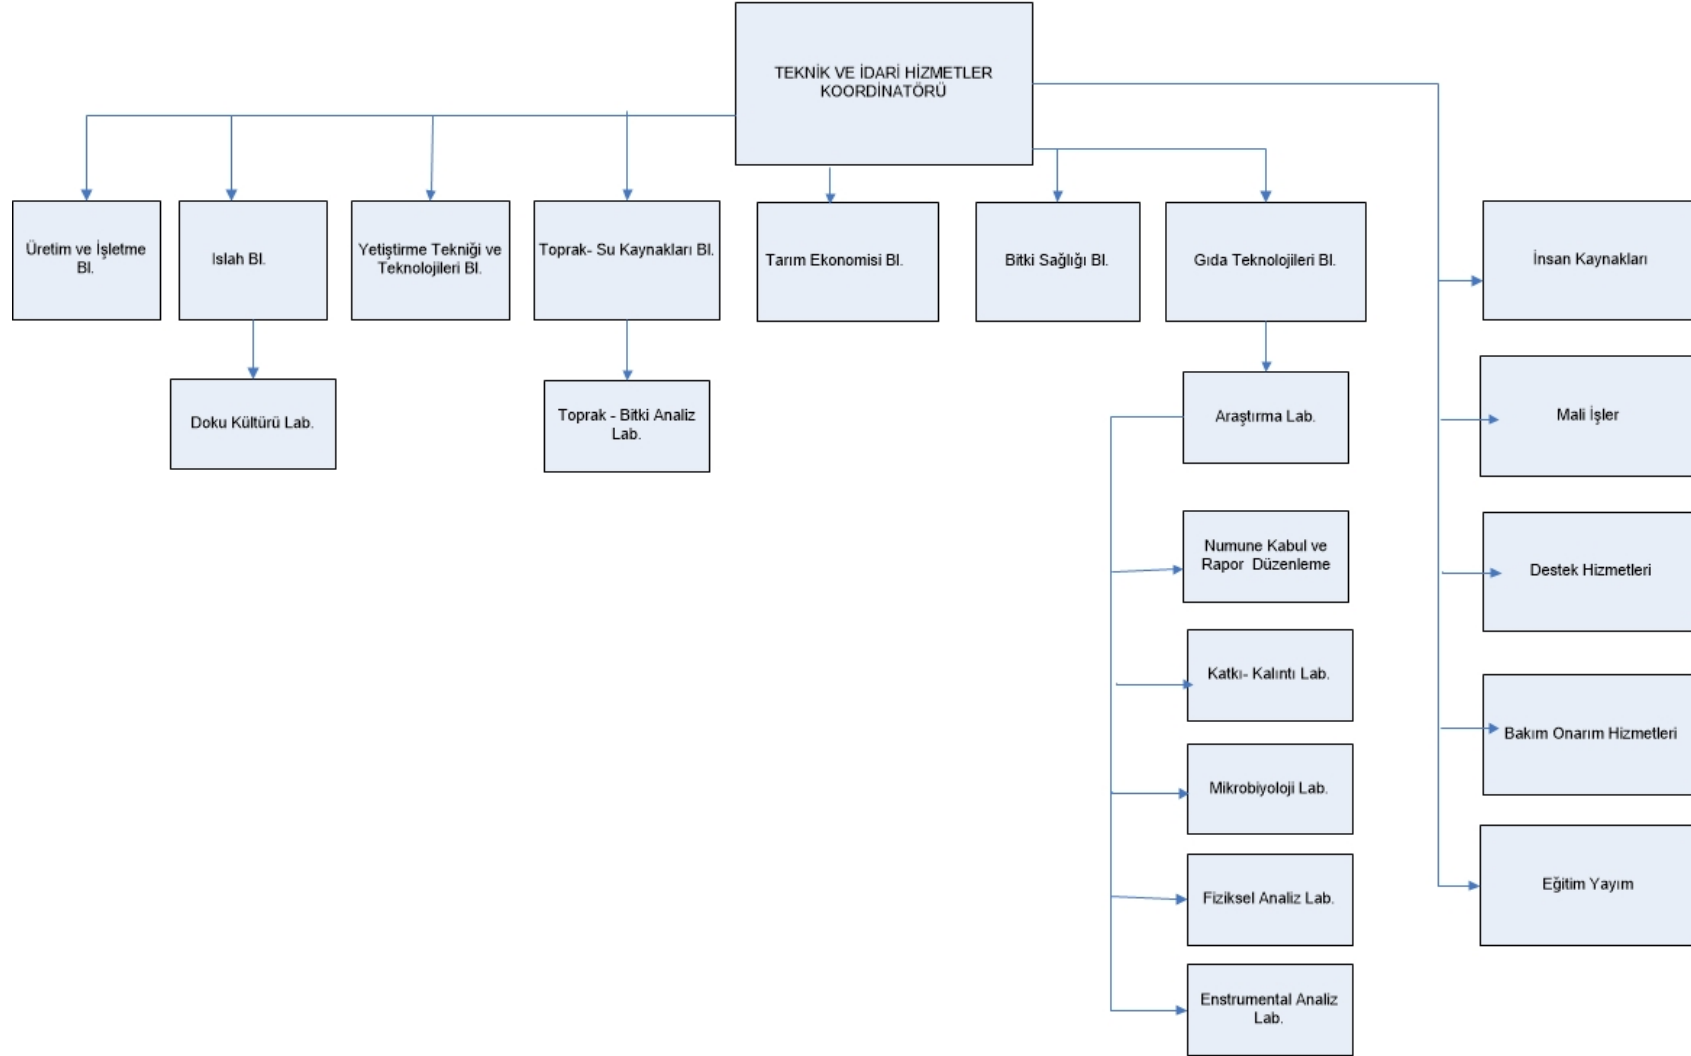 TEKNİK VE İDARİ HİZMETLER
KOORDİNATÖRÜ
Üretim ve İşletme
Bl.
Islah Bl.
Yetiştirme Tekniği ve
Teknolojileri Bl.
Toprak- Su Kaynakları Bl.
Tarım Ekonomisi Bl.
Bitki Sağlığı Bl.
Gıda Teknolojileri Bl.
İnsan Kaynakları
Doku Kültürü Lab.
Toprak - Bitki Analiz
Lab.
Araştırma Lab.
Mali İşler
Numune Kabul ve
Rapor  Düzenleme
Destek Hizmetleri
Katkı- Kalıntı Lab.
Bakım Onarım Hizmetleri
Mikrobiyoloji Lab.
Fiziksel Analiz Lab.
Eğitim Yayım
Enstrumental Analiz
Lab.